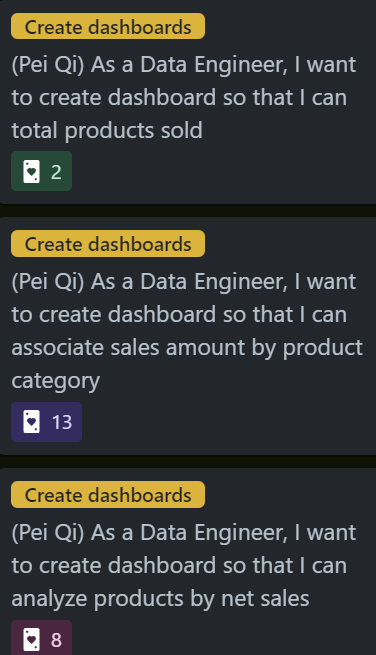 Create dashboards
(Pei Qi) As a Data Engineer, I want
to create dashboard so that I can
total products sold
2
Create dashboards
(Pei Qi) As a Data Engineer, I want
to create dashboard so that I can
associate sales amount by product
category
13
Create dashboards
(Pei Qi) As a Data Engineer, I want
to create dashboard so that I can
analyze products by net sales
8